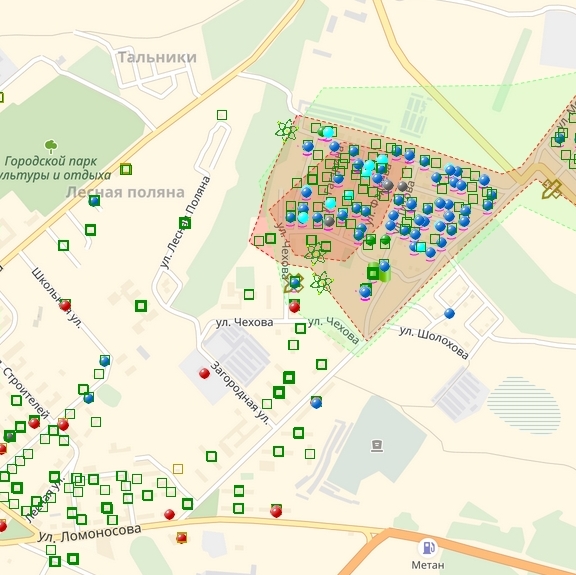 Тальники
Городской парк
ультуры и отдыха
Лесная поляна
ул. Лесная Поляна
ул. Чехова
Школьная ул.
ул. Чехова
ул. Чехова
ул. Шолохова
Загородная ул.
Строителей
Лесная ул.
ул. Ломоносова
Метан